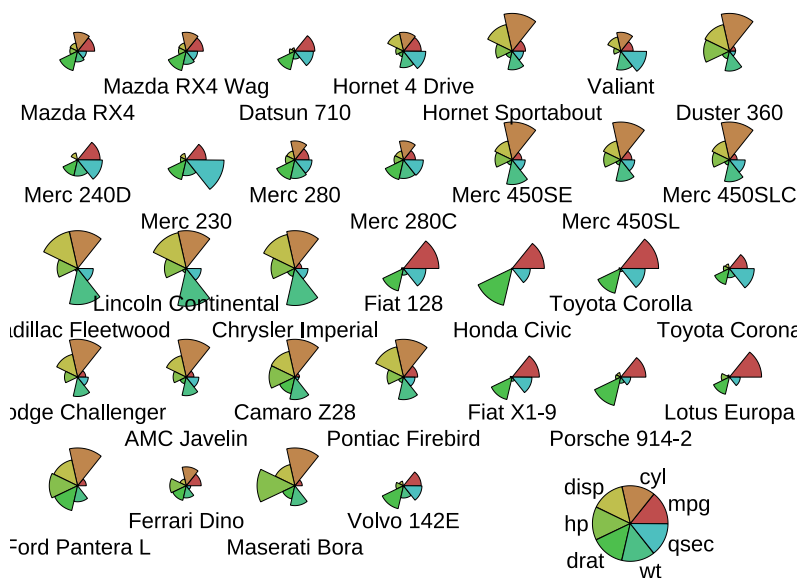 Mazda RX4 Wag
Hornet 4 Drive
Valiant
Mazda RX4
Datsun 710
Hornet Sportabout
Duster 360
Merc 240D
Merc 280
Merc 450SE
Merc 450SLC
Merc 230
Merc 280C
Merc 450SL
Lincoln Continental
Fiat 128
Toyota Corolla
dillac Fleetwood
Chrysler Imperial
Honda Civic
Toyota Corona
odge Challenger
Camaro Z28
Fiat X1-9
Lotus Europa
AMC Javelin
Pontiac Firebird
Porsche 914-2
cyl
disp
mpg
Ferrari Dino
Volvo 142E
hp
qsec
Ford Pantera L
Maserati Bora
drat
wt